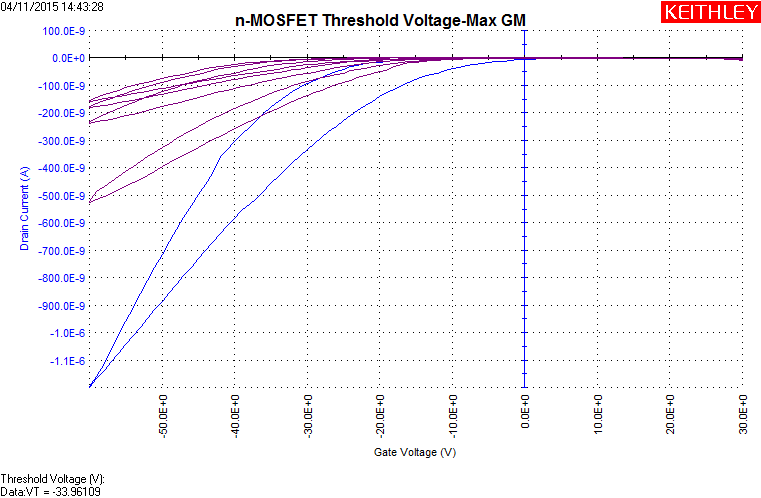 04/11/2015 14:43:28
KEITHLEY
n-MOSFET Threshold Voltage-Max GM
100.0E-9
0.0E+0
-100.0E-9
-200.0E-9
-300.0E-9
-400.0E-9
-500.0E-9
-600.0E-9
-700.0E-9
-800.0E-9
-900.0E-9
-1.0E-6
-1.1E-6
Drain Current (A)
-50.0E+0
-40.0E+0
-30.0E+0
-20.0E+0
-10.0E+0
0.0E+0
10.0E+0
20.0E+0
30.0E+0
Gate Voltage (V)
Threshold Voltage (V):
Data:VT = -33.96109